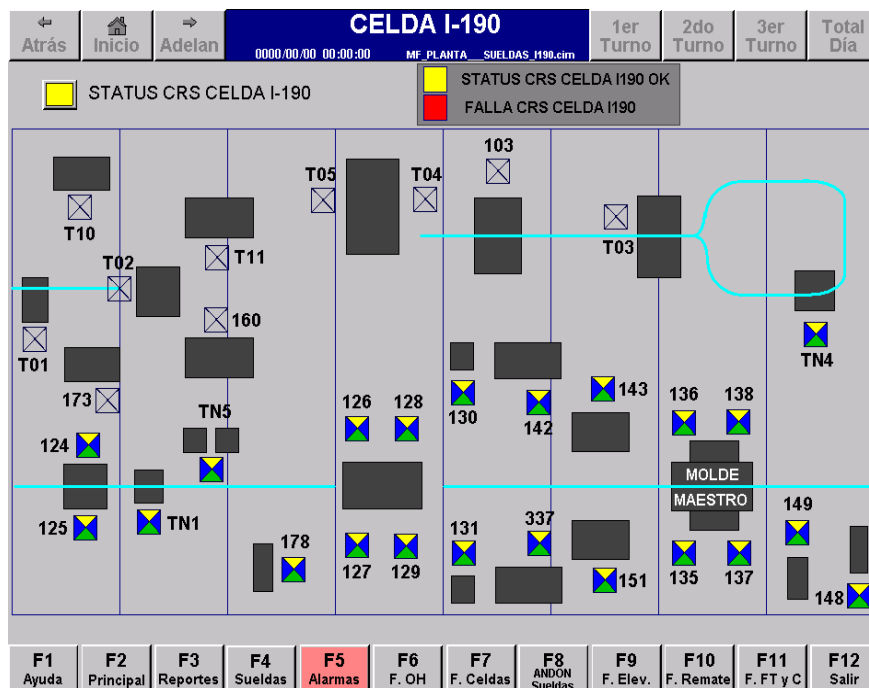 Atrás
Inicio
Adelan
CELDA I-190
0000/00/00 00:00:00 MF_PLANTA___SUELDAS_I190.cim
1er Turno
2do Turno
3er Turno
Total Día
STATUS CRS CELDA I-190
STATUS CRS CELDA I190 OK
FALLA CRS CELDA I190
103
T05
T04
T10
T03
T11
T02
160
T01
TN4
173
TN5
126
128
130
142
143
136
138
124
MOLDE
MAESTRO
125
TN1
178
131
337
149
127
129
151
135
137
148
F1 Ayuda
F2 Principal
F3 Reportes
F4 Sueldas
F5 Alarmas
F6 F. OH
F7 F. Celdas
F8 ANDON Sueldas
F9 F. Elev.
F10 F. Remate
F11 F. FT y C
F12 Salir